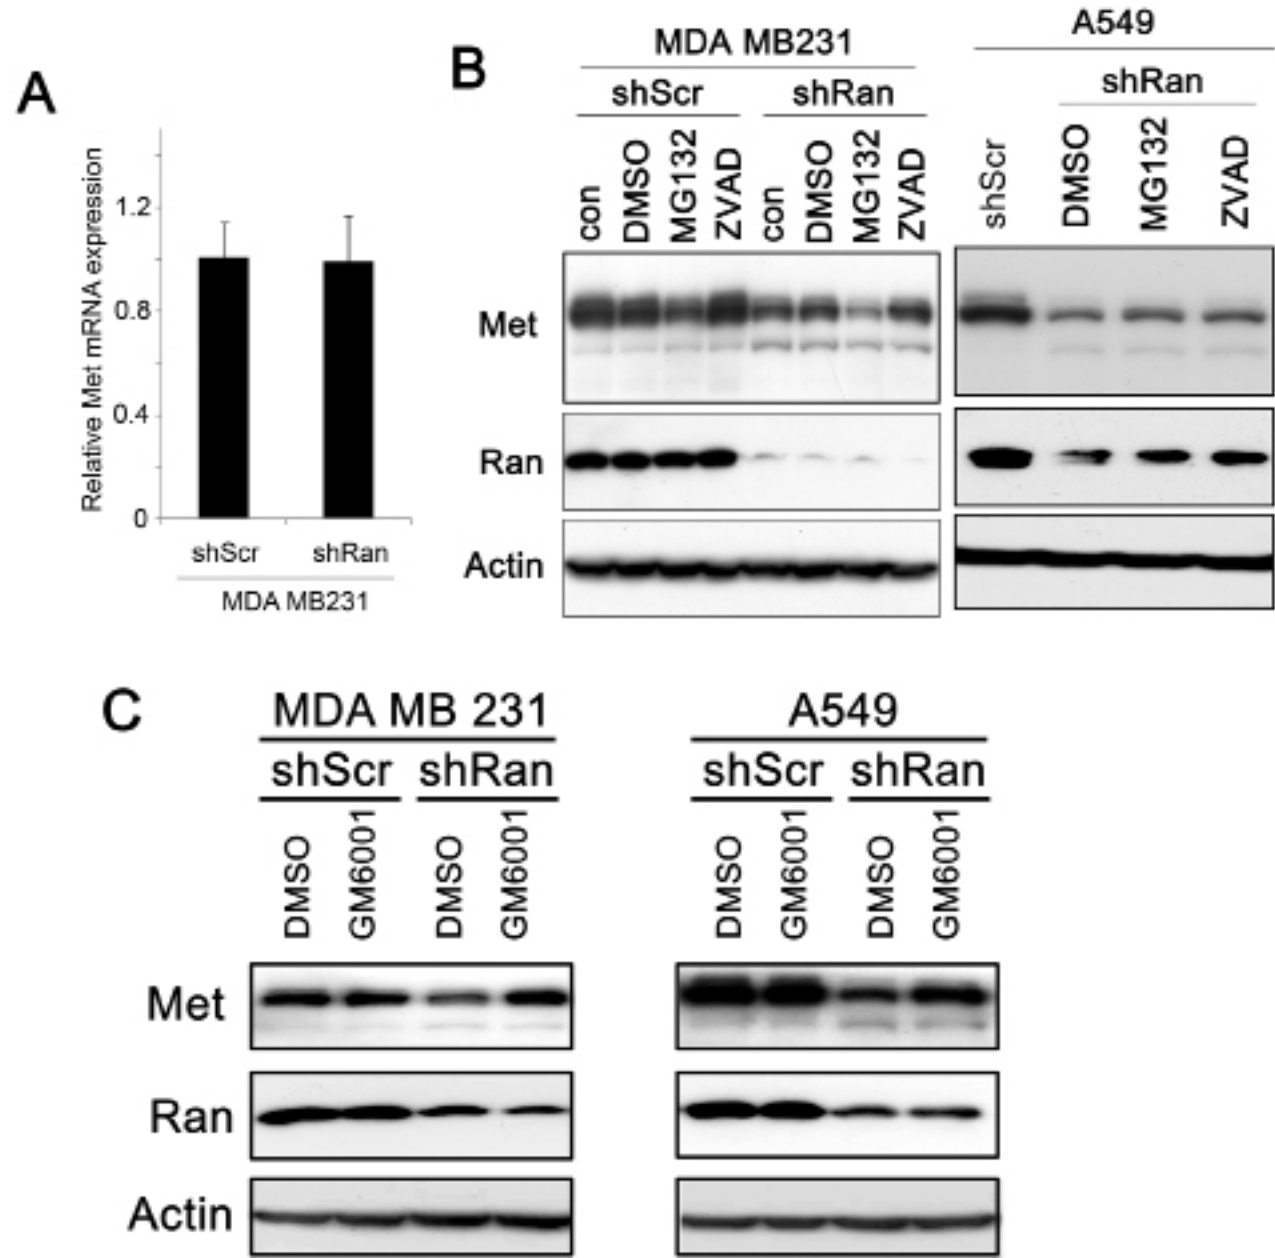 A
Relative Met mRNA expression
1.2
0.8
0.4
0
shScr shRan
MDA MB231
B
MDA MB231 A549
shScr shRan shRan
con DMSO MG132 ZVAD con DMSO MG132 ZVAD shScr DMSO MG132 ZVAD
Met
Ran
Actin
C
MDA MB 231 A549
shScr shRan shScr shRan
DMSO GM6001 DMSO GM6001 DMSO GM6001 DMSO GM6001
Met
Ran
Actin